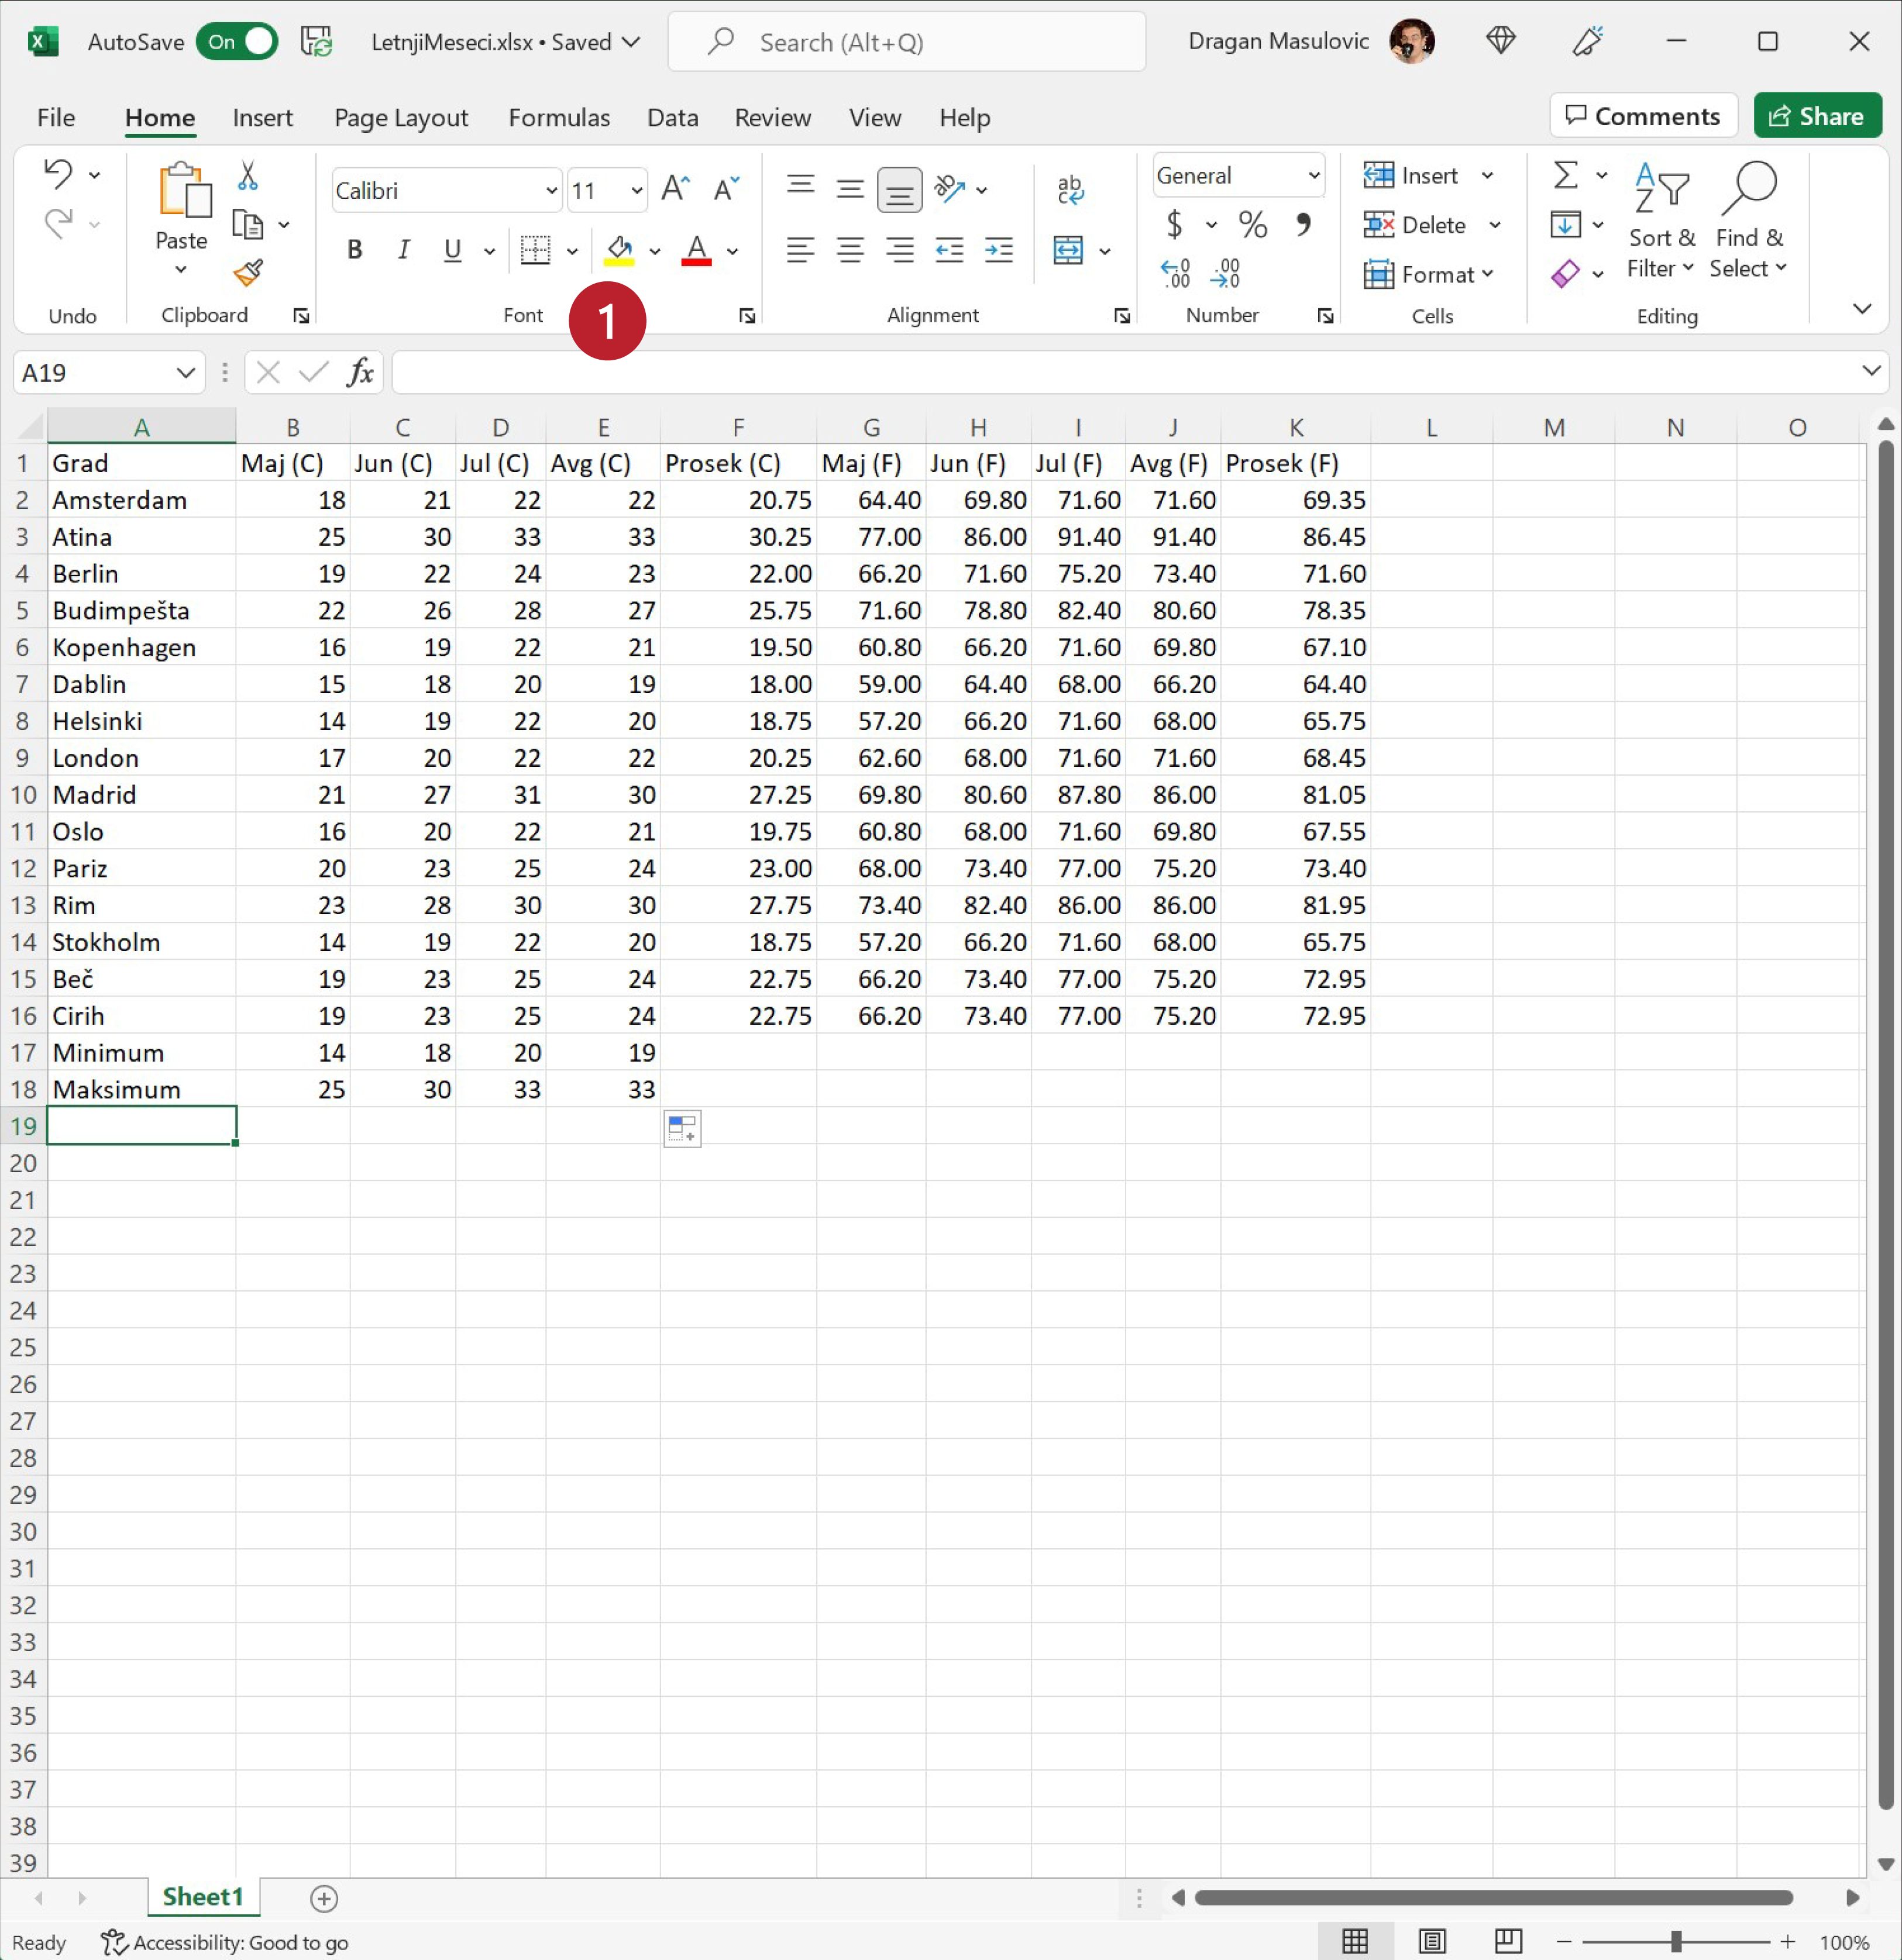 AutoSave On LetnjiMeseci.xlsx • Saved Search (Alt+Q) Dragan Masulovic
File Home Insert Page Layout Formulas Data Review View Help Comments Share
Calibri 11 General Insert
Paste Delete Sort & Filter Find & Select
Format
Undo Clipboard Font 1 Alignment Number Cells Editing
A19 fx
A B C D E F G H I J K L M N O
1 Grad Maj (C) Jun (C) Jul (C) Avg (C) Prosek (C) Maj (F) Jun (F) Jul (F) Avg (F) Prosek (F)
2 Amsterdam 18 21 22 22 20.75 64.40 69.80 71.60 71.60 69.35
3 Atina 25 30 33 33 30.25 77.00 86.00 91.40 91.40 86.45
4 Berlin 19 22 24 23 22.00 66.20 71.60 75.20 73.40 71.60
5 Budimpešta 22 26 28 27 25.75 71.60 78.80 82.40 80.60 78.35
6 Kopenhagen 16 19 22 21 19.50 60.80 66.20 71.60 69.80 67.10
7 Dablin 15 18 20 19 18.00 59.00 64.40 68.00 66.20 64.40
8 Helsinki 14 19 22 20 18.75 57.20 66.20 71.60 68.00 65.75
9 London 17 20 22 22 20.25 62.60 68.00 71.60 71.60 68.45
10 Madrid 21 27 31 30 27.25 69.80 80.60 87.80 86.00 81.05
11 Oslo 16 20 22 21 19.75 60.80 68.00 71.60 69.80 67.55
12 Pariz 20 23 25 24 23.00 68.00 73.40 77.00 75.20 73.40
13 Rim 23 28 30 30 27.75 73.40 82.40 86.00 86.00 81.95
14 Stokholm 14 19 22 20 18.75 57.20 66.20 71.60 68.00 65.75
15 Beč 19 23 25 24 22.75 66.20 73.40 77.00 75.20 72.95
16 Cirih 19 23 25 24 22.75 66.20 73.40 77.00 75.20 72.95
17 Minimum 14 18 20 19
18 Maksimum 25 30 33 33
19
20
21
22
23
24
25
26
27
28
29
30
31
32
33
34
35
36
37
38
39
Sheet1
Ready Accessibility: Good to go 100%